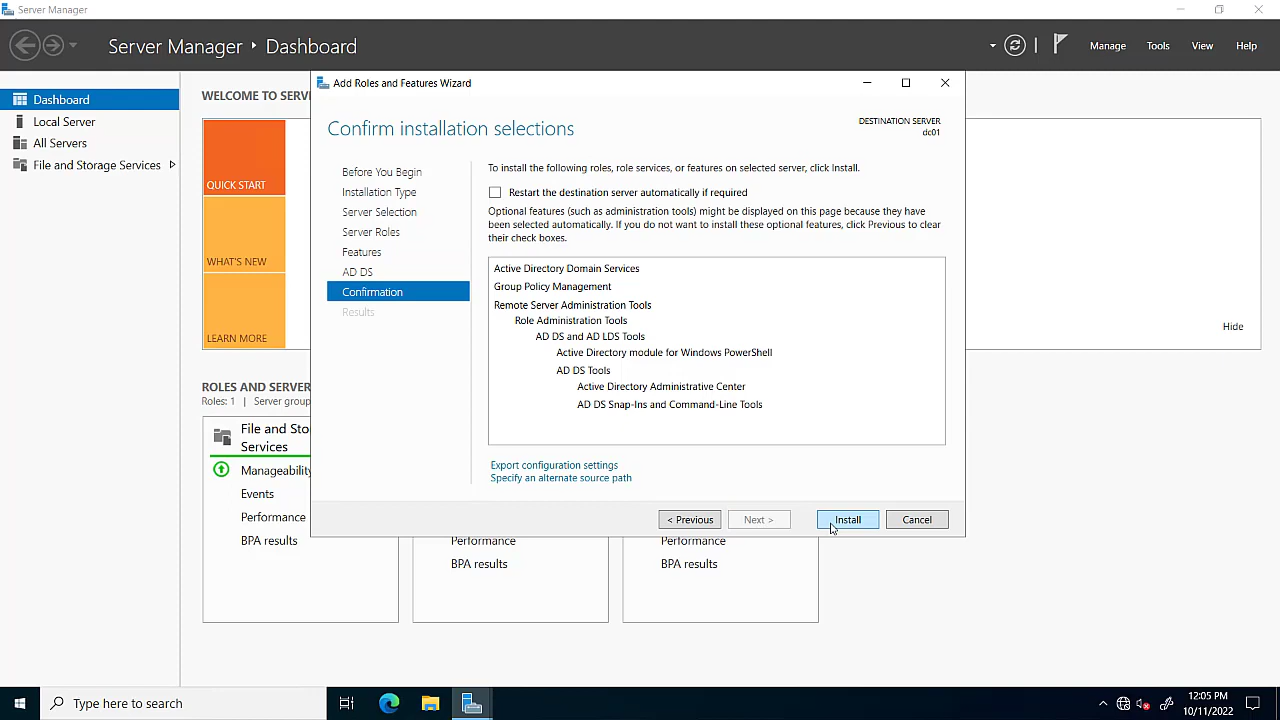 Server Manager
Server Manager ‣ Dashboard
Manage
Tools
View
Help
Dashboard
Local Server
All Servers
File and Storage Services
WELCOME TO SERV
QUICK START
WHAT'S NEW
LEARN MORE
Hide
ROLES AND SERVER
Roles: 1 | Server group
File and Sto
Services
Manageability
Events
Performance
BPA results
Performance
BPA results
Performance
BPA results
Add Roles and Features Wizard
Confirm installation selections
DESTINATION SERVER
dc01
Before You Begin
Installation Type
Server Selection
Server Roles
Features
AD DS
Confirmation
Results
To install the following roles, role services, or features on selected server, click Install.
Restart the destination server automatically if required
Optional features (such as administration tools) might be displayed on this page because they have
been selected automatically. If you do not want to install these optional features, click Previous to clear
their check boxes.
Active Directory Domain Services
Group Policy Management
Remote Server Administration Tools
Role Administration Tools
AD DS and AD LDS Tools
Active Directory module for Windows PowerShell
AD DS Tools
Active Directory Administrative Center
AD DS Snap-Ins and Command-Line Tools
Export configuration settings
Specify an alternate source path
< Previous
Next >
Install
Cancel
Type here to search
12:05 PM
10/11/2022